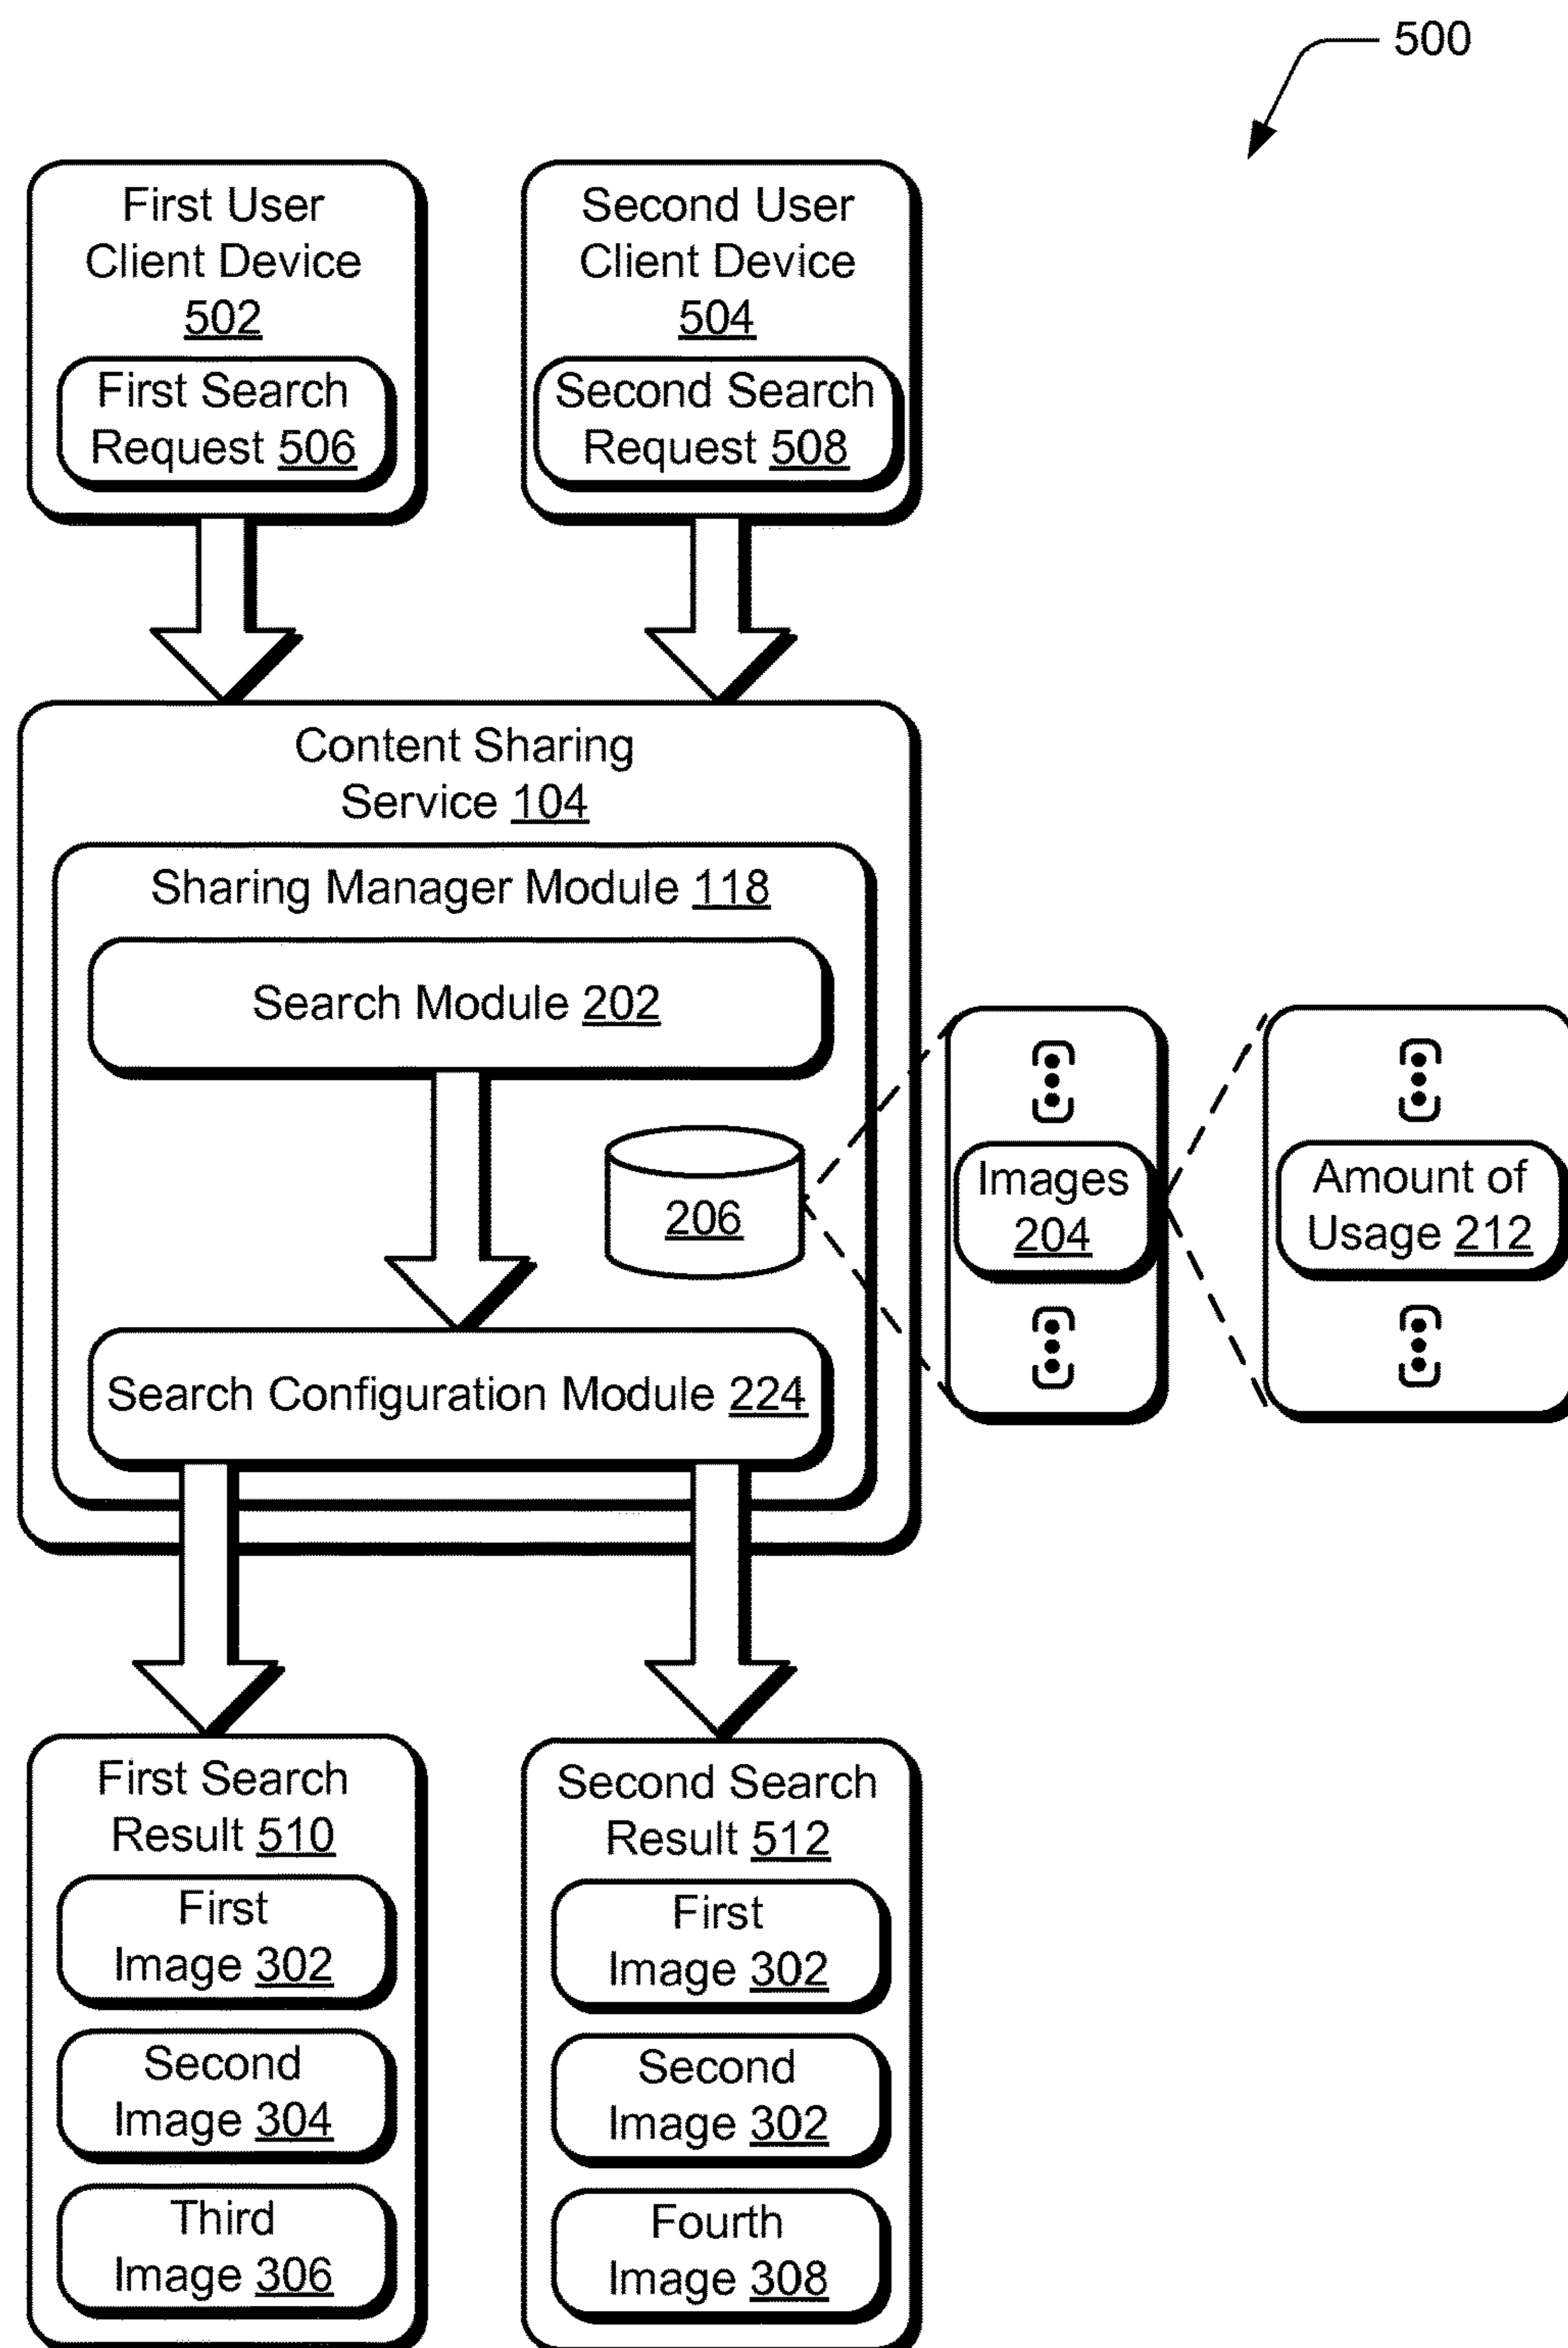 500
First User
Client Device
502
First Search
Request 506
Second User
Client Device
504
Second Search
Request 508
Content Sharing
Service 104
Sharing Manager Module 118
Search Module 202
206
Images
204
Amount of
Usage 212
Search Configuration Module 224
First Search
Result 510
First
Image 302
Second
Image 304
Third
Image 306
Second Search
Result 512
First
Image 302
Second
Image 302
Fourth
Image 308